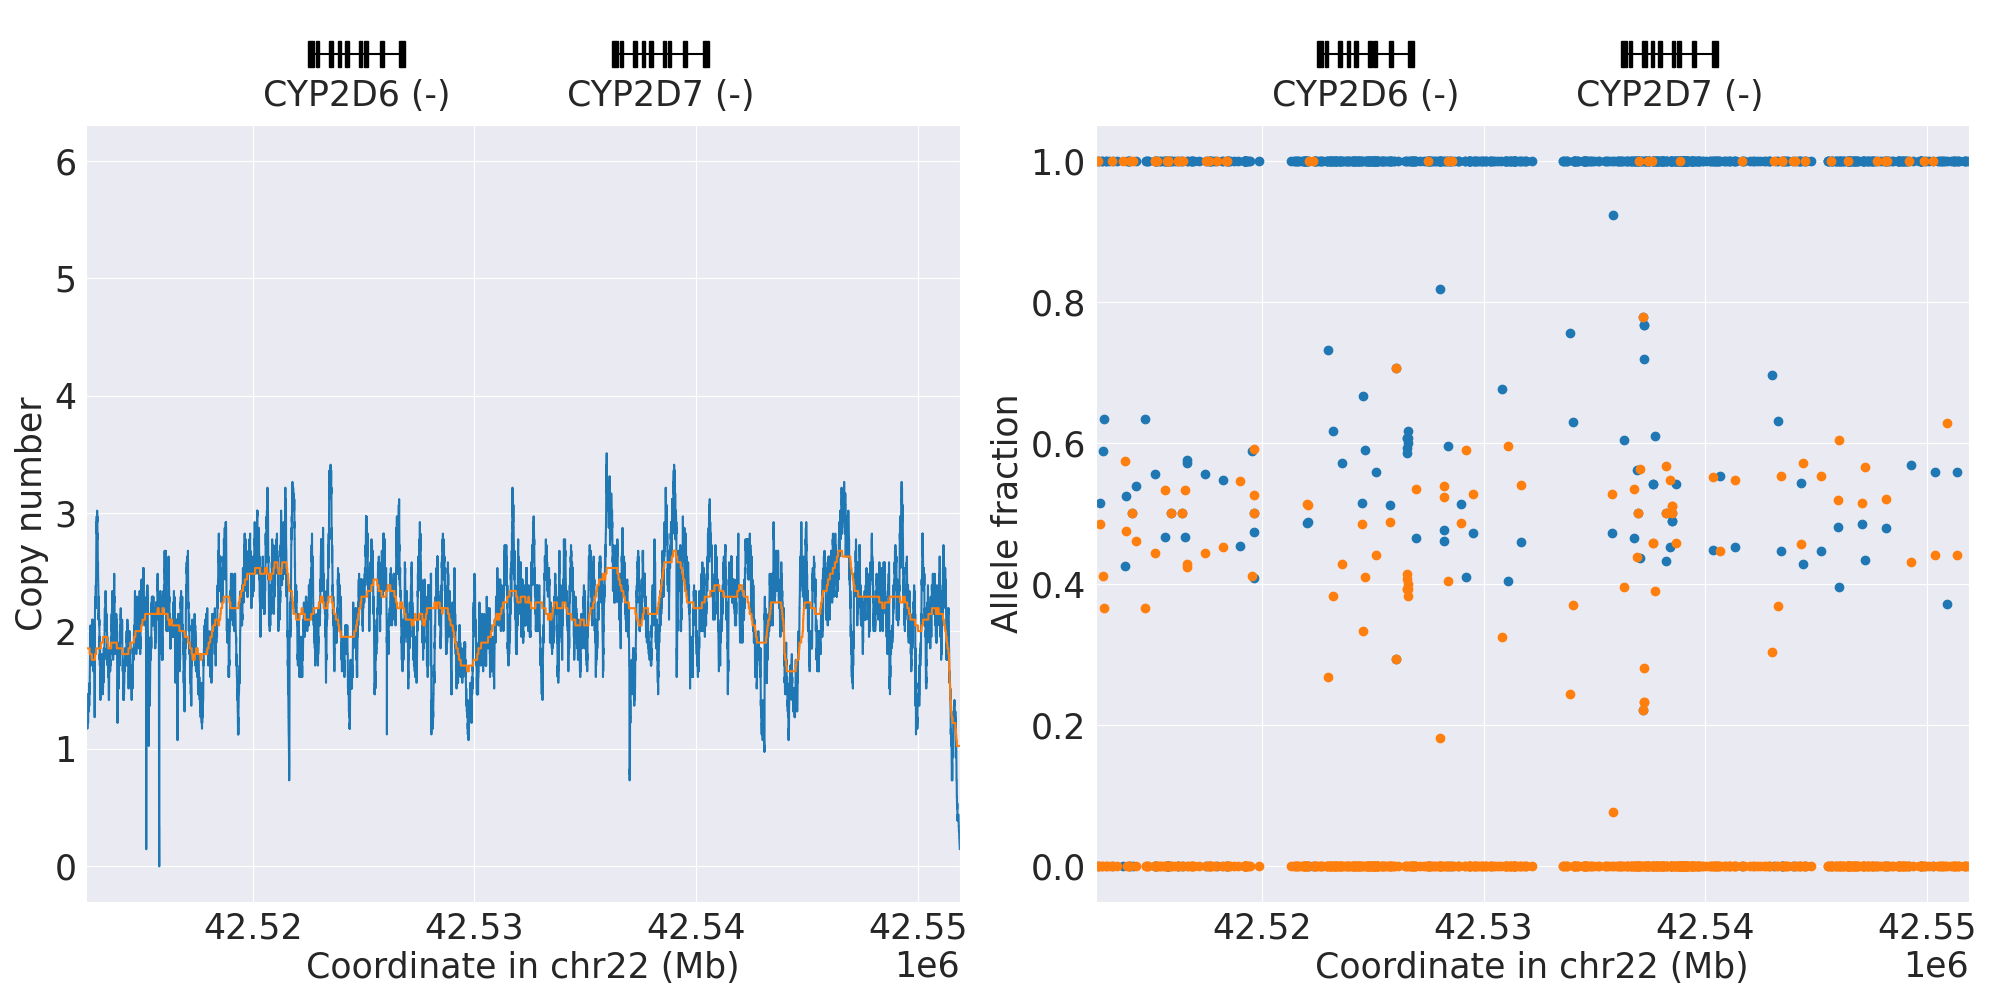 CYP2D6 (-) CYP2D7 (-)
6
5
4
3
2
1
0
Copy number
42.52 42.53 42.54 42.55
Coordinate in chr22 (Mb) 1e6
CYP2D6 (-) CYP2D7 (-)
1.0
0.8
0.6
0.4
0.2
0.0
Allele fraction
42.52 42.53 42.54 42.55
Coordinate in chr22 (Mb) 1e6